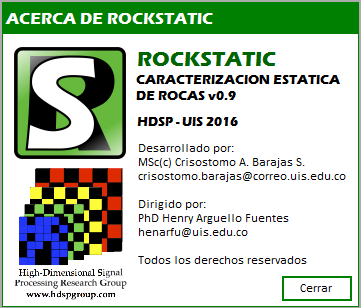 ACERCA DE ROCKSTATIC
SR
ROCKSTATIC
CARACTERIZACION ESTATICA
DE ROCAS v0.9
HDSP - UIS 2016
Desarrollado por:
MSc(c) Crisostomo A. Barajas S.
crisostomo.barajas@correo.uis.edu.co
Dirigido por:
PhD Henry Arguello Fuentes
henarfu@uis.edu.co
Todos los derechos reservados
High-Dimensional Signal
Processing Research Group
www.hdspgroup.com
Cerrar